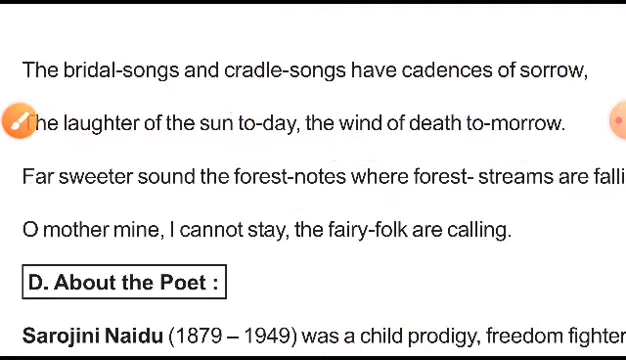 The bridal-songs and cradle-songs have cadences of sorrow,
The laughter of the sun to-day, the wind of death to-morrow.
Far sweeter sound the forest-notes where forest- streams are falli
O mother mine, I cannot stay, the fairy-folk are calling.
D. About the Poet :
Sarojini Naidu (1879 – 1949) was a child prodigy, freedom fighter